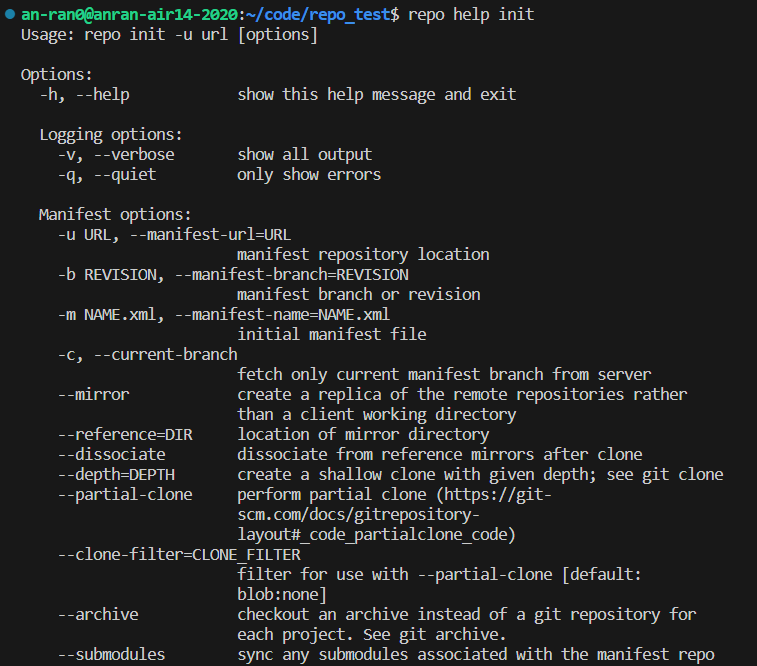 an-ran0@anran-air14-2020:~/code/repo_test$ repo help init
Usage: repo init -u url [options]
Options:
-h, --help show this help message and exit
Logging options:
-v, --verbose show all output
-q, --quiet only show errors
Manifest options:
-u URL, --manifest-url=URL
manifest repository location
-b REVISION, --manifest-branch=REVISION
manifest branch or revision
-m NAME.xml, --manifest-name=NAME.xml
initial manifest file
-c, --current-branch
fetch only current manifest branch from server
--mirror create a replica of the remote repositories rather
than a client working directory
--reference=DIR location of mirror directory
--dissociate dissociate from reference mirrors after clone
--depth=DEPTH create a shallow clone with given depth; see git clone
--partial-clone perform partial clone (https://git-
scm.com/docs/gitrepository-
layout#_code_partialclone_code)
--clone-filter=CLONE_FILTER
filter for use with --partial-clone [default:
blob:none]
--archive checkout an archive instead of a git repository for
each project. See git archive.
--submodules sync any submodules associated with the manifest repo